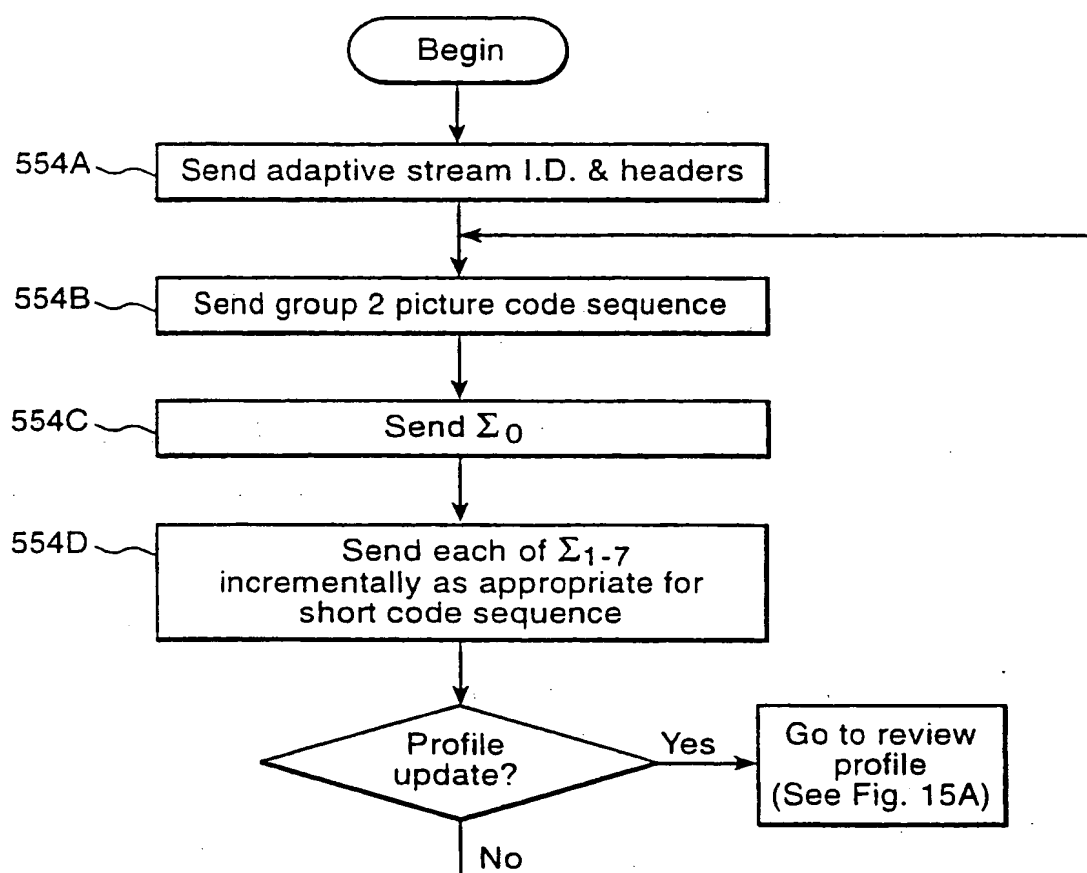 Begin
554A
Send adaptive stream I.D. & headers
554B
Send group 2 picture code sequence
554C
Send Σ0
554D
Send each of Σ1-7
incrementally as appropriate for
short code sequence
Profile
update?
Yes
Go to review
profile
(See Fig. 15A)
No